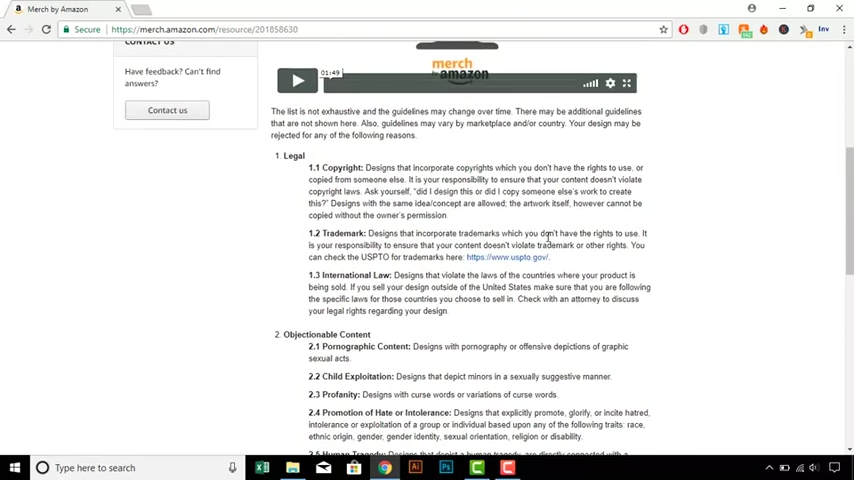 Merch by Amazon
Secure
https://merch.amazon.com/resource/201858630
Inv
CONTACT US
Have feedback? Can't find
answers?
Contact us
merch
by amazon
01:49
The list is not exhaustive and the guidelines may change over time. There may be additional guidelines
that are not shown here. Also, guidelines may vary by marketplace and/or country. Your design may be
rejected for any of the following reasons.
1. Legal
1.1 Copyright: Designs that incorporate copyrights which you don't have the rights to use, or
copied from someone else. It is your responsibility to ensure that your content doesn't violate
copyright laws. Ask yourself, "did I design this or did I copy someone else's work to create
this?" Designs with the same idea/concept are allowed; the artwork itself, however cannot be
copied without the owner's permission.
1.2 Trademark: Designs that incorporate trademarks which you don't have the rights to use. It
is your responsibility to ensure that your content doesn't violate trademark or other rights. You
can check the USPTO for trademarks here: https://www.uspto.gov/.
1.3 International Law: Designs that violate the laws of the countries where your product is
being sold. If you sell your design outside of the United States make sure that you are following
the specific laws for those countries you choose to sell in. Check with an attorney to discuss
your legal rights regarding your design.
2. Objectionable Content
2.1 Pornographic Content: Designs with pornography or offensive depictions of graphic
sexual acts.
2.2 Child Exploitation: Designs that depict minors in a sexually suggestive manner.
2.3 Profanity: Designs with curse words or variations of curse words.
2.4 Promotion of Hate or Intolerance: Designs that explicitly promote, glorify, or incite hatred,
intolerance or exploitation of a group or individual based upon any of the following traits: race,
ethnic origin, gender, gender identity, sexual orientation, religion or disability.
2.5 Human Tragedy: Designs that depict a human tragedy, are directly connected with a
Type here to search